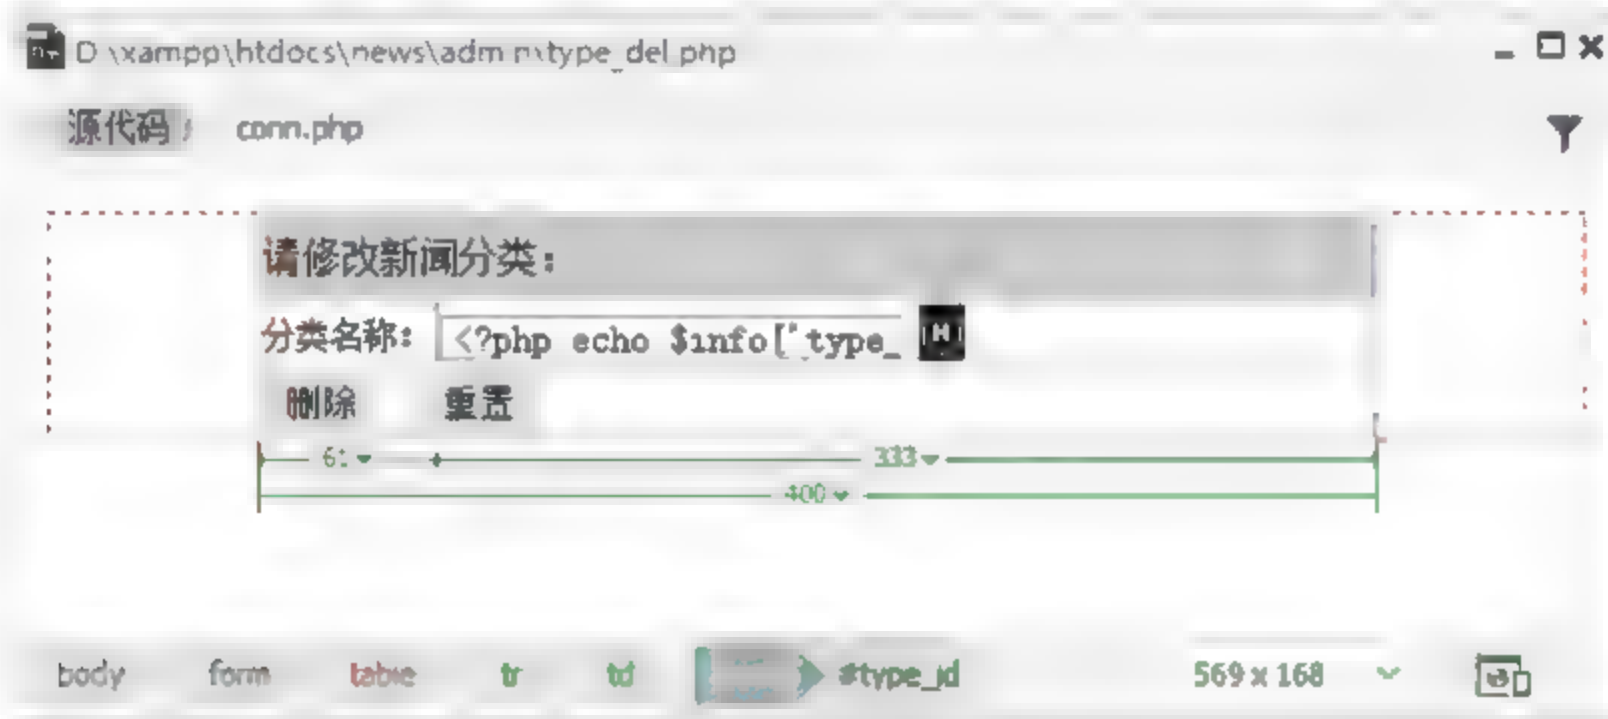 D:\xampp\htdocs\news\admin\type_del.php
源代码 conn.php
请修改新闻分类：
分类名称： <?php echo $info['type_
删除 重置
61 333
400
body form table tr td #type_id 569 x 168